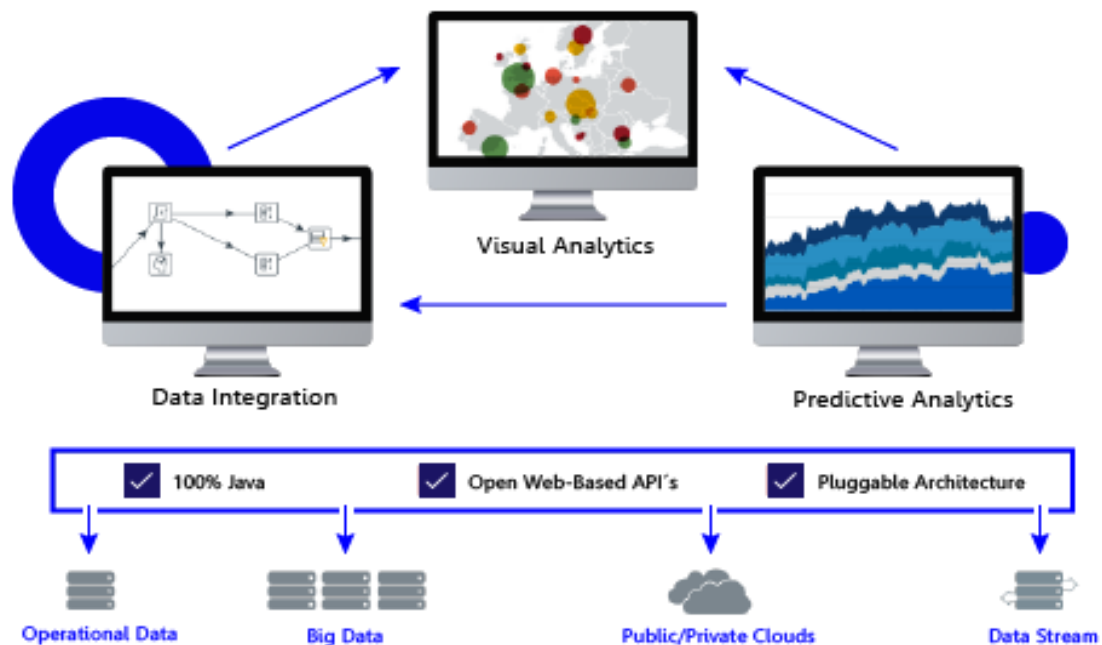 Visual Analytics
Data Integration
Predictive Analytics
100% Java
Open Web-Based API´s
Pluggable Architecture
Operational Data
Big Data
Public/Private Clouds
Data Stream